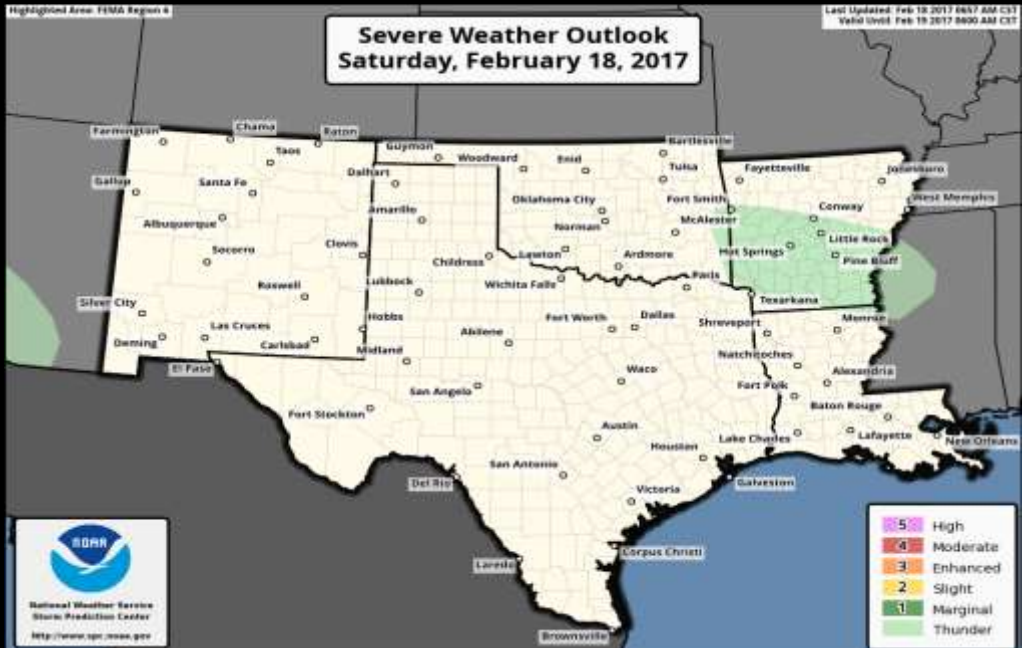 Highlighted Area: FEMA Region 6
Last Updated: Feb 18 2017 0657 AM CST
Valid Until: Feb 19 2017 0600 AM CST
Severe Weather Outlook
Saturday, February 18, 2017
Farmington
Chama
Raton
Taos
Guymon
Woodward
Enid
Bartlesville
Tulsa
Fayetteville
Jonesboro
Gallup
Santa Fe
Dalhart
Oklahoma City
Fort Smith
West Memphis
Conway
Albuquerque
Amarillo
Norman
McAlester
Little Rock
Socorro
Clovis
Childress
Lawton
Ardmore
Hot Springs
Pine Bluff
Roswell
Lubbock
Wichita Falls
Paris
Texarkana
Silver City
Las Cruces
Hobbs
Abilene
Fort Worth
Dallas
Shreveport
Monroe
Deming
Carlsbad
Midland
Natchitoches
El Paso
San Angelo
Waco
Fort Polk
Alexandria
Fort Stockton
Austin
Baton Rouge
Houston
Lake Charles
Lafayette
New Orleans
Del Rio
San Antonio
Galveston
Victoria
Laredo
Corpus Christi
Brownsville
NOAA
National Weather Service
Storm Prediction Center
http://www.spc.noaa.gov
5 High
4 Moderate
3 Enhanced
2 Slight
1 Marginal
Thunder